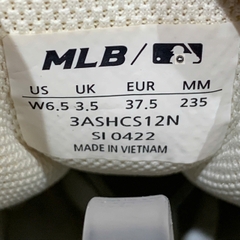 MLB/
US UK EUR MM
W6.5 3.5 37.5 235
3ASHCS12N
SI 0422
MADE IN VIETNAM